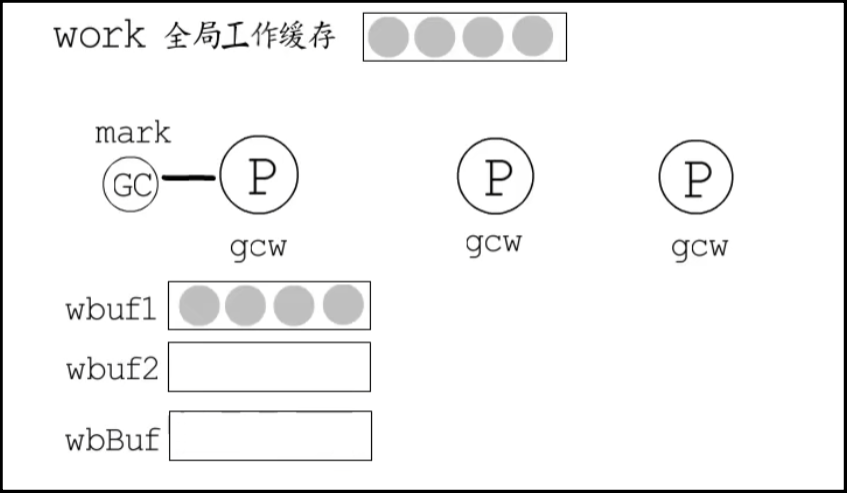 work 全局工作缓存
mark
GC P P P
gcw gcw gcw
wbuf1
wbuf2
wbBuf